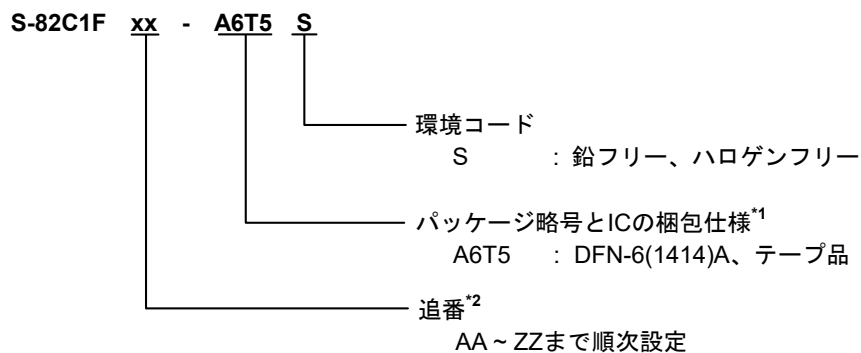 S-82C1F xx - A6T5 S
環境コード
S : 鉛フリー、ハロゲンフリー
パッケージ略号とICの梱包仕様*1
A6T5 : DFN-6(1414)A、テープ品
追番*2
AA ~ ZZまで順次設定